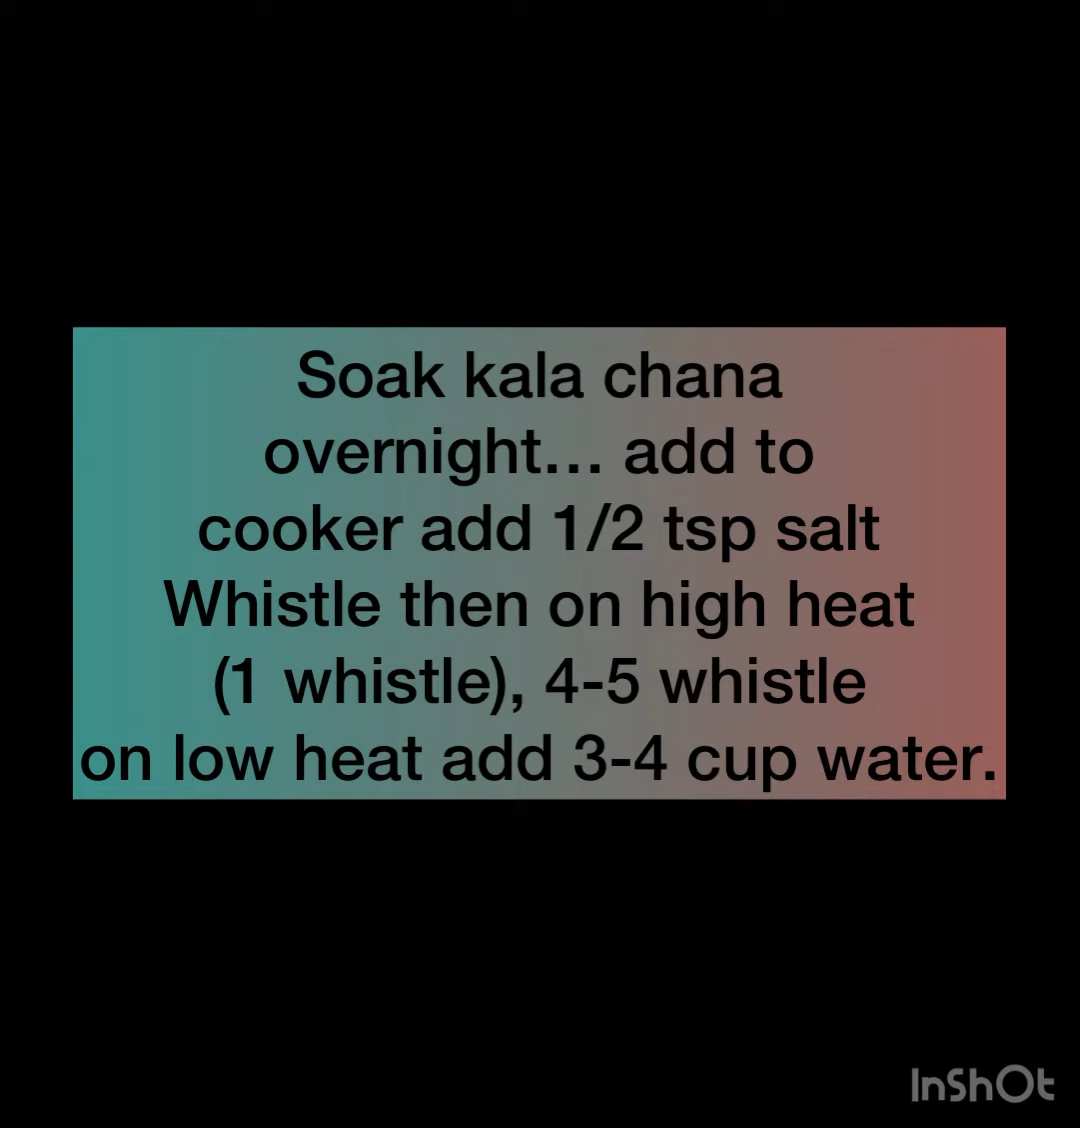 Soak kala chana
overnight... add to
cooker add 1/2 tsp salt
Whistle then on high heat
(1 whistle), 4-5 whistle
on low heat add 3-4 cup water.
InShOt